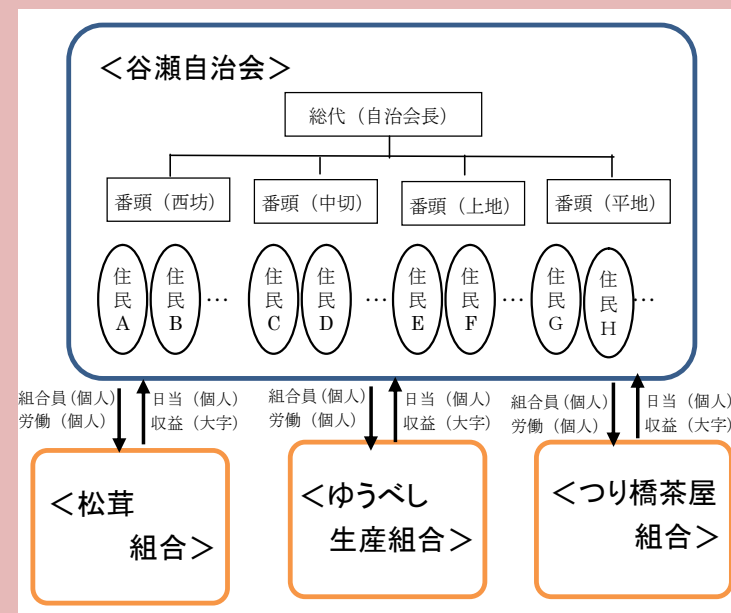 ＜谷瀬自治会＞
総代（自治会長）
番頭（西坊）
番頭（中切）
番頭（上地）
番頭（平地）
住民A
住民B
…
住民C
住民D
…
住民E
住民F
…
住民G
住民H
…
組合員(個人)
労働（個人）
日当（個人）
収益（大字）
組合員(個人)
労働（個人）
日当（個人）
収益（大字）
組合員(個人)
労働（個人）
日当（個人）
収益（大字）
＜松茸
組合＞
＜ゆうべし
生産組合＞
＜つり橋茶屋
組合＞